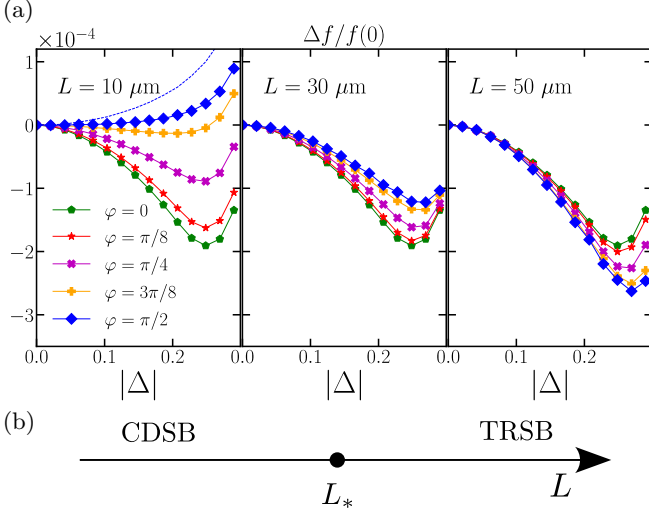 (a)
Δf/f(0)
×10⁻⁴
L = 10 μm
L = 30 μm
L = 50 μm
1
0
−1
−2
−3
φ = 0
φ = π/8
φ = π/4
φ = 3π/8
φ = π/2
0.0 0.1 0.2 0.0 0.1 0.2 0.0 0.1 0.2
|Δ| |Δ| |Δ|
(b)
CDSB TRSB
L* L